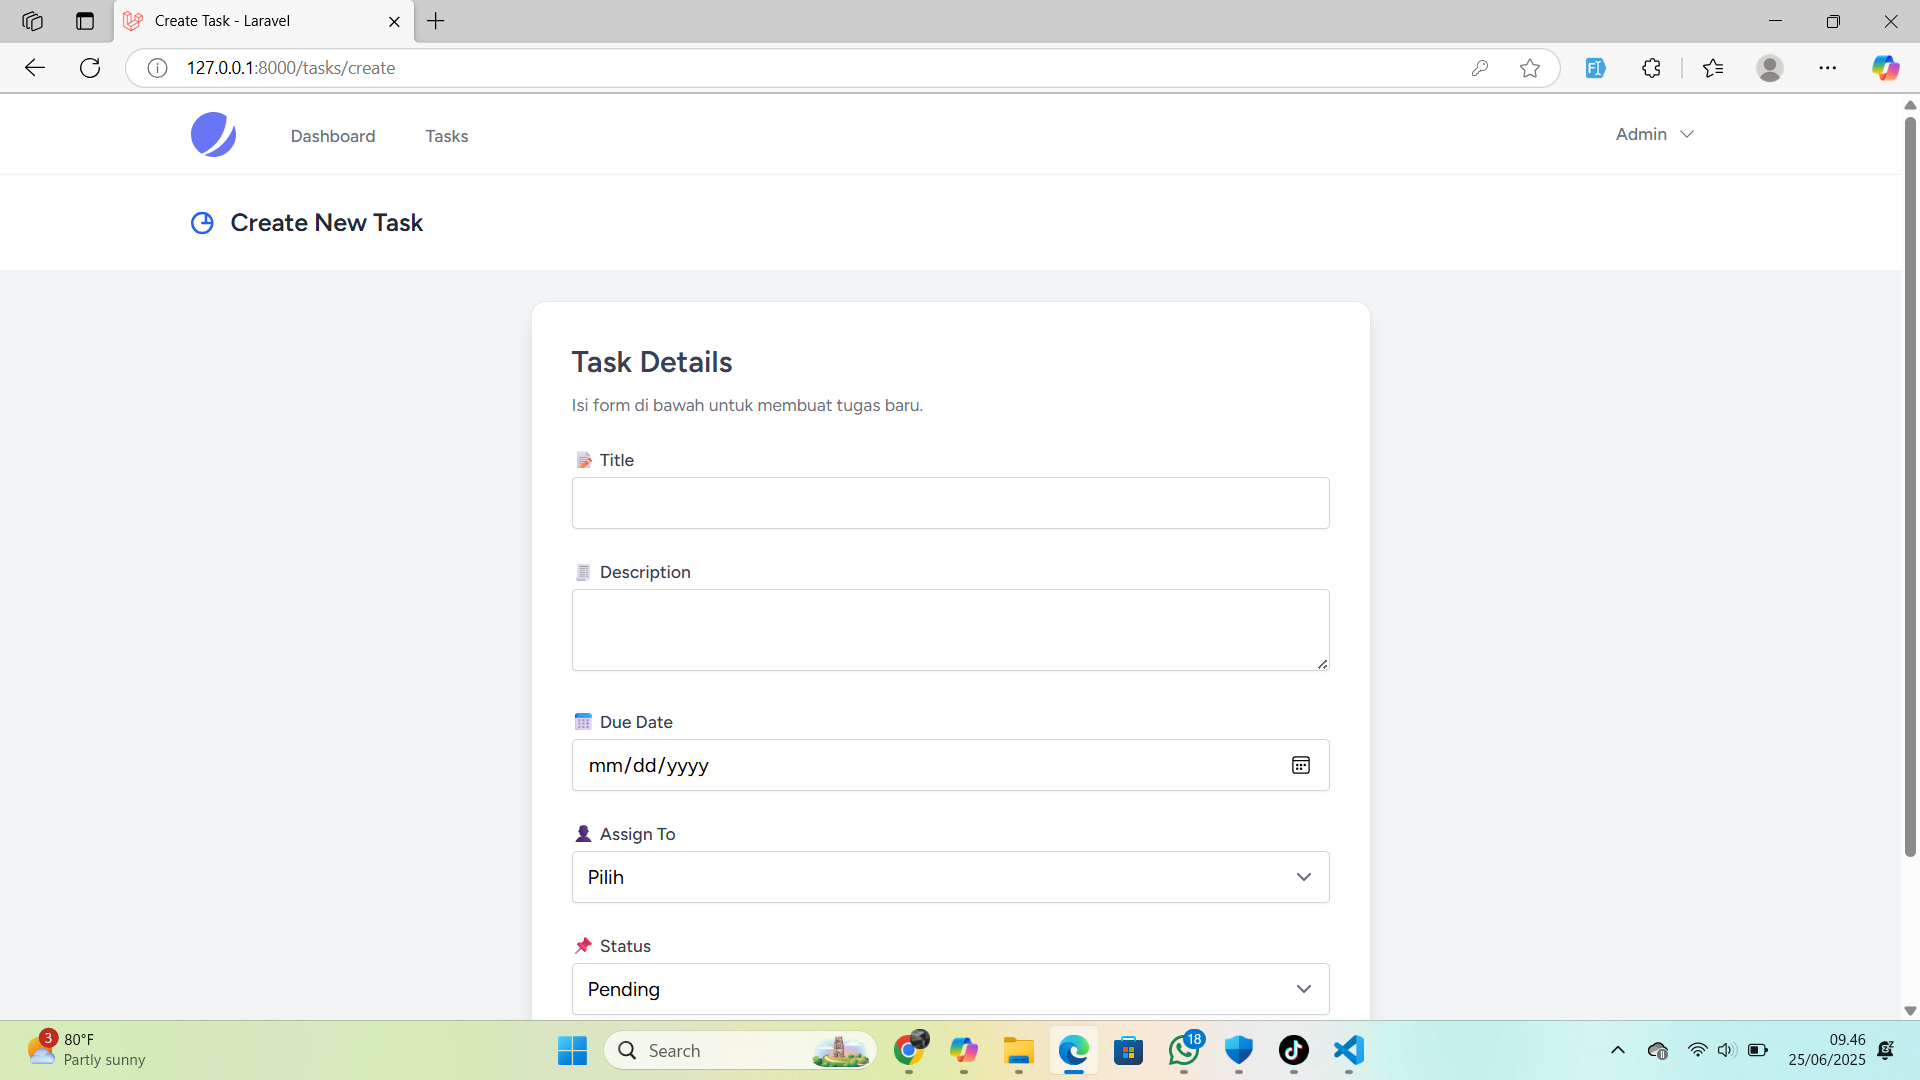 Create Task - Laravel
127.0.0.1:8000/tasks/create
Dashboard
Tasks
Admin
Create New Task
Task Details
Isi form di bawah untuk membuat tugas baru.
Title
Description
Due Date
mm/dd/yyyy
Assign To
Pilih
Status
Pending
3
80°F
Partly sunny
Search
18
09.46
25/06/2025